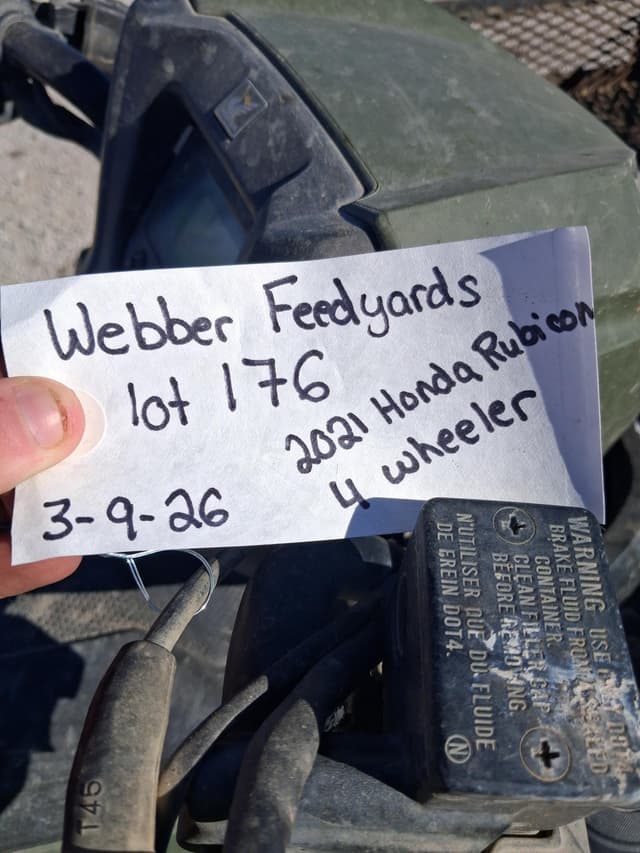 Webber Feedyards
lot 176
2021 Honda Rubicon
4 wheeler
3-9-26
WARNING USE
BRAKE FLUID FROM
CONTAINER
CLEAN FILLER CAP
BEFORE
N'UTILISER QUE DU FLUIDE
DE FREIN DOT4.
N
T45